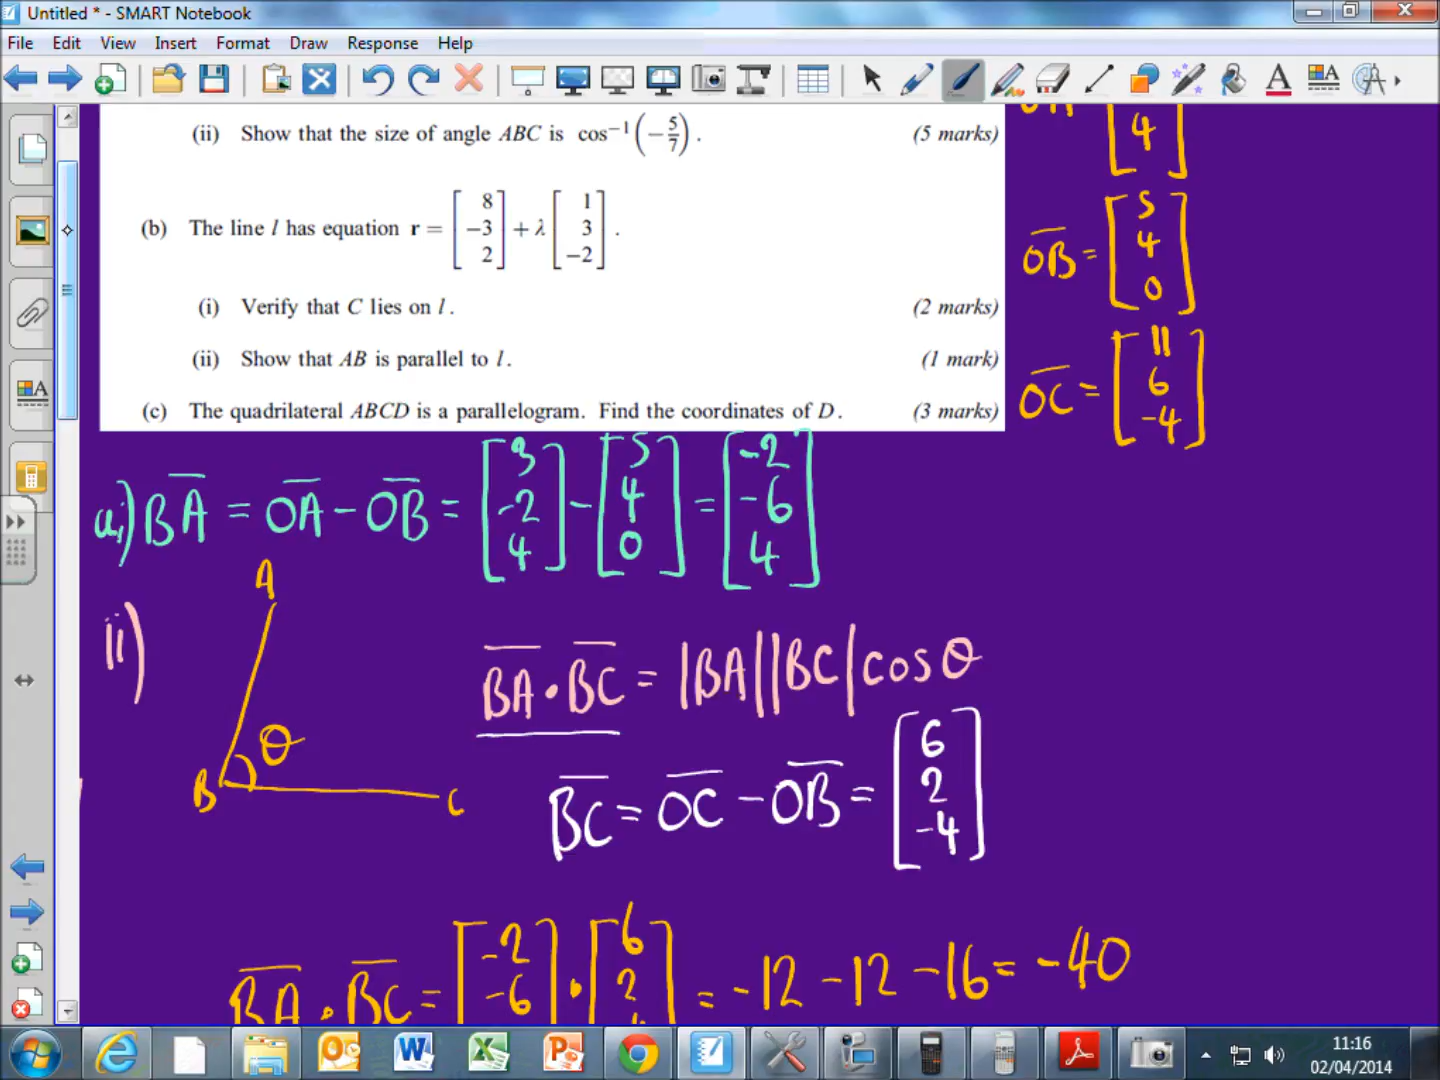 Untitled * - SMART Notebook
File Edit View Insert Format Draw Response Help
(ii) Show that the size of angle ABC is cos⁻¹(−5/7). (5 marks)
(b) The line l has equation r = [8 −3 2] + λ [1 3 −2].
(i) Verify that C lies on l. (2 marks)
(ii) Show that AB is parallel to l. (1 mark)
(c) The quadrilateral ABCD is a parallelogram. Find the coordinates of D. (3 marks)
4
OB = [5 4 0]
OC = [11 6 -4]
ai) BA = OA - OB = [3 -2 4] - [5 4 0] = [-2 -6 4]
ii)
A
B
θ
C
BA · BC = |BA||BC| cos θ
BC = OC - OB = [6 2 -4]
BA · BC = [-2 -6] · [6 2] = -12 -12 -16 = -40
11:16
02/04/2014